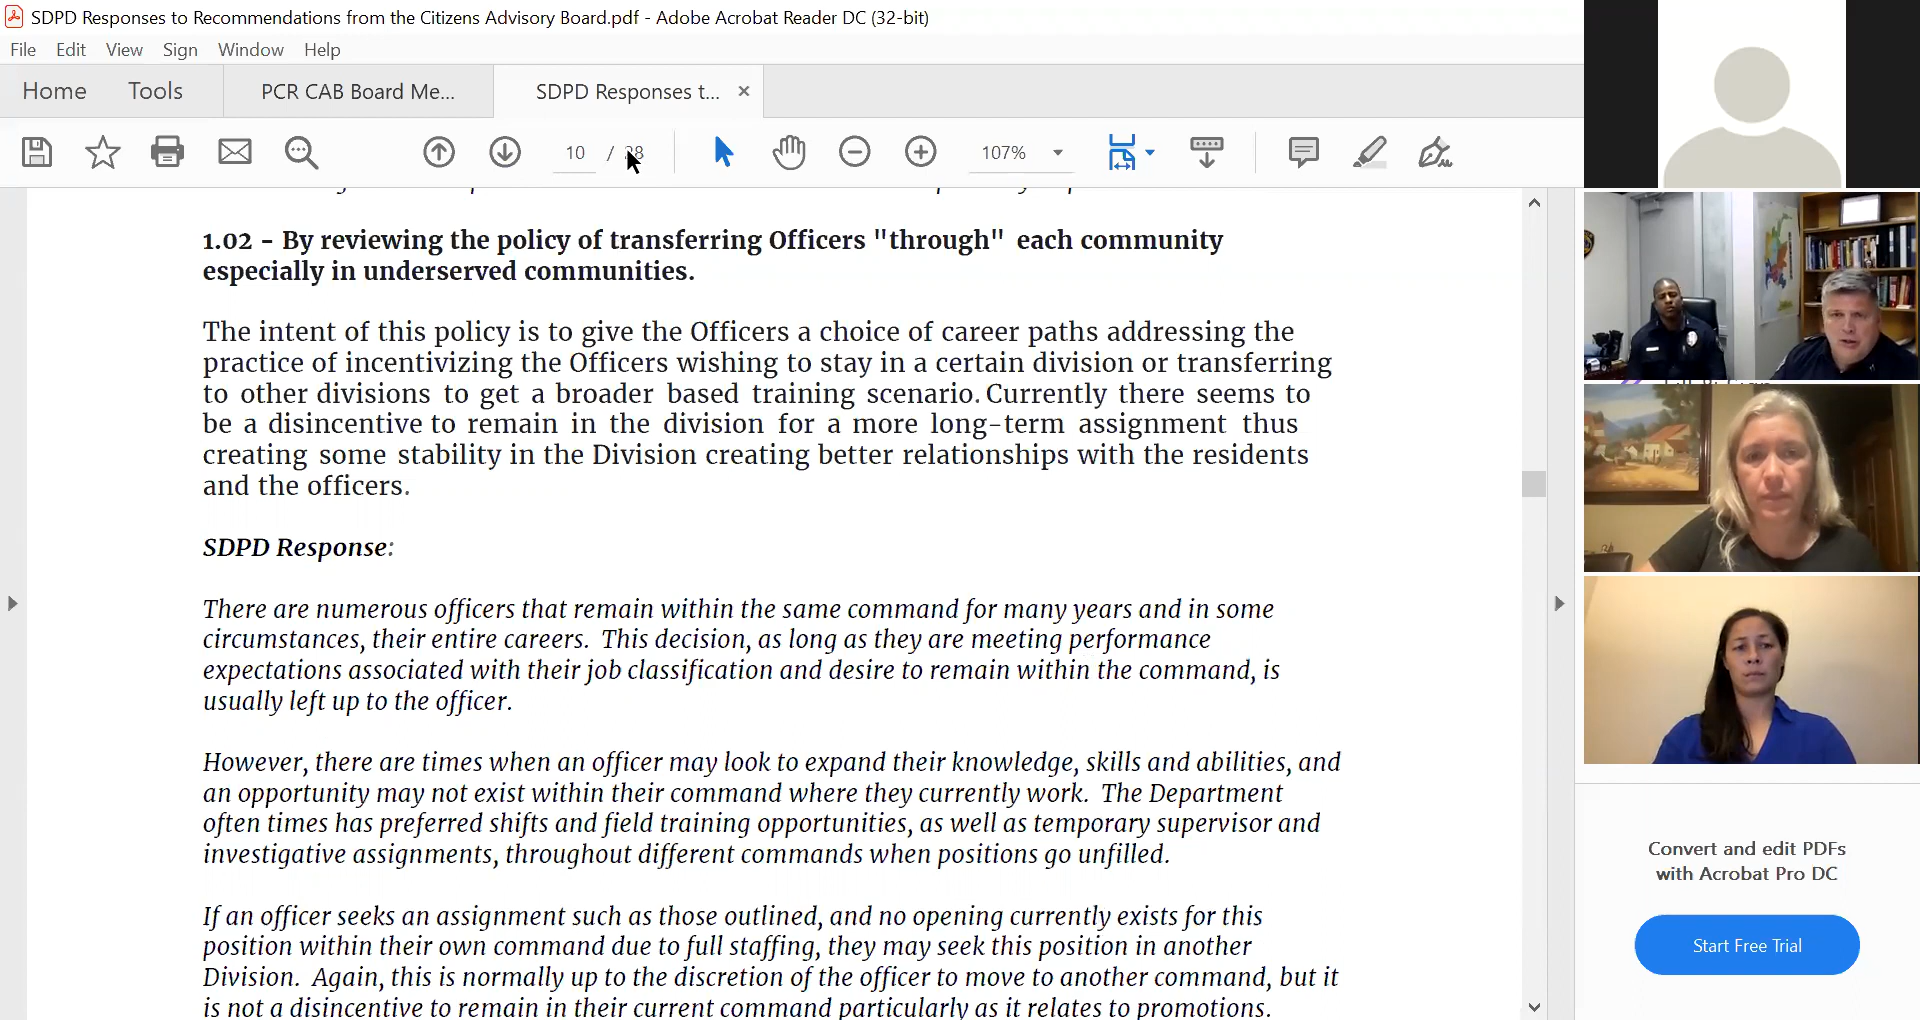 SDPD Responses to Recommendations from the Citizens Advisory Board.pdf - Adobe Acrobat Reader DC (32-bit)
File Edit View Sign Window Help
Home Tools PCR CAB Board Me... SDPD Responses t... ×
10 / 28 107%
1.02 - By reviewing the policy of transferring Officers "through" each community
especially in underserved communities.
The intent of this policy is to give the Officers a choice of career paths addressing the
practice of incentivizing the Officers wishing to stay in a certain division or transferring
to other divisions to get a broader based training scenario. Currently there seems to
be a disincentive to remain in the division for a more long-term assignment thus
creating some stability in the Division creating better relationships with the residents
and the officers.
SDPD Response:
There are numerous officers that remain within the same command for many years and in some
circumstances, their entire careers. This decision, as long as they are meeting performance
expectations associated with their job classification and desire to remain within the command, is
usually left up to the officer.
However, there are times when an officer may look to expand their knowledge, skills and abilities, and
an opportunity may not exist within their command where they currently work. The Department
often times has preferred shifts and field training opportunities, as well as temporary supervisor and
investigative assignments, throughout different commands when positions go unfilled.
If an officer seeks an assignment such as those outlined, and no opening currently exists for this
position within their own command due to full staffing, they may seek this position in another
Division. Again, this is normally up to the discretion of the officer to move to another command, but it
is not a disincentive to remain in their current command particularly as it relates to promotions.
Convert and edit PDFs
with Acrobat Pro DC
Start Free Trial